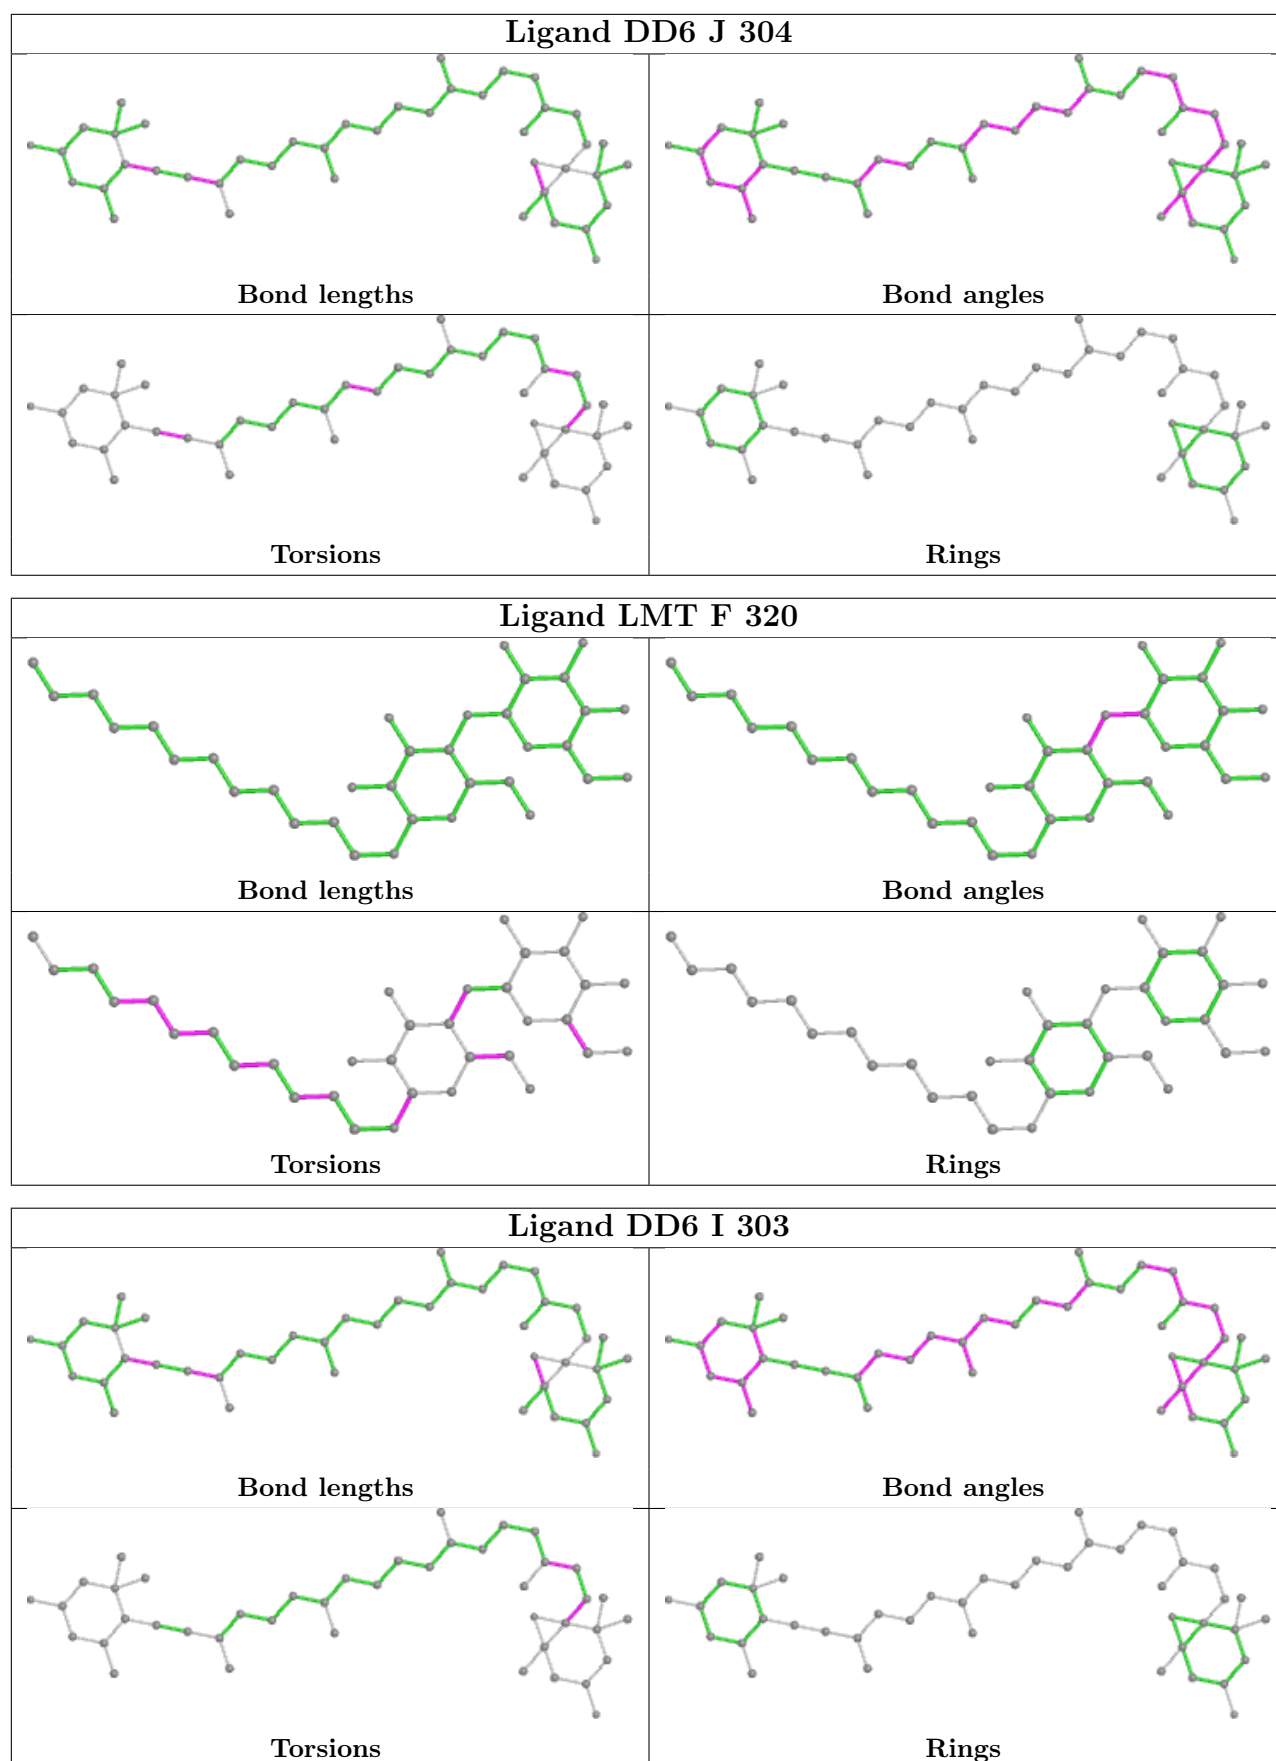 Ligand DD6 J 304
Bond lengths
Bond angles
Torsions
Rings
Ligand LMT F 320
Bond lengths
Bond angles
Torsions
Rings
Ligand DD6 I 303
Bond lengths
Bond angles
Torsions
Rings